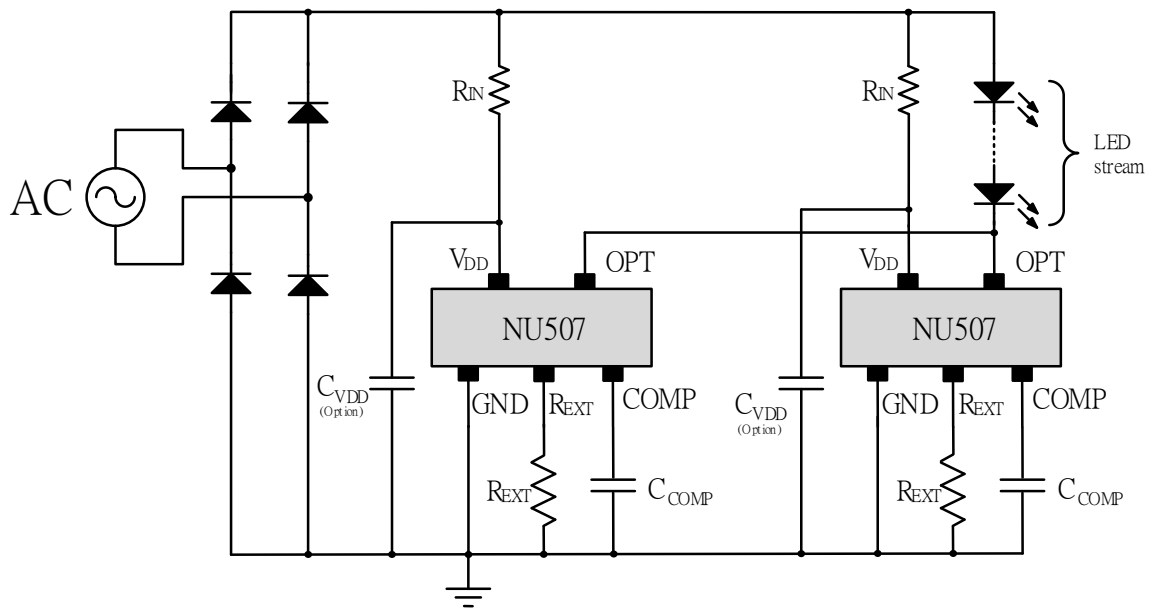 RIN
RIN
LED
stream
AC
VDD
OPT
VDD
OPT
NU507
NU507
CVDD
(Option)
GND
REXT
COMP
CVDD
(Option)
GND
REXT
COMP
REXT
CCOMP
REXT
CCOMP